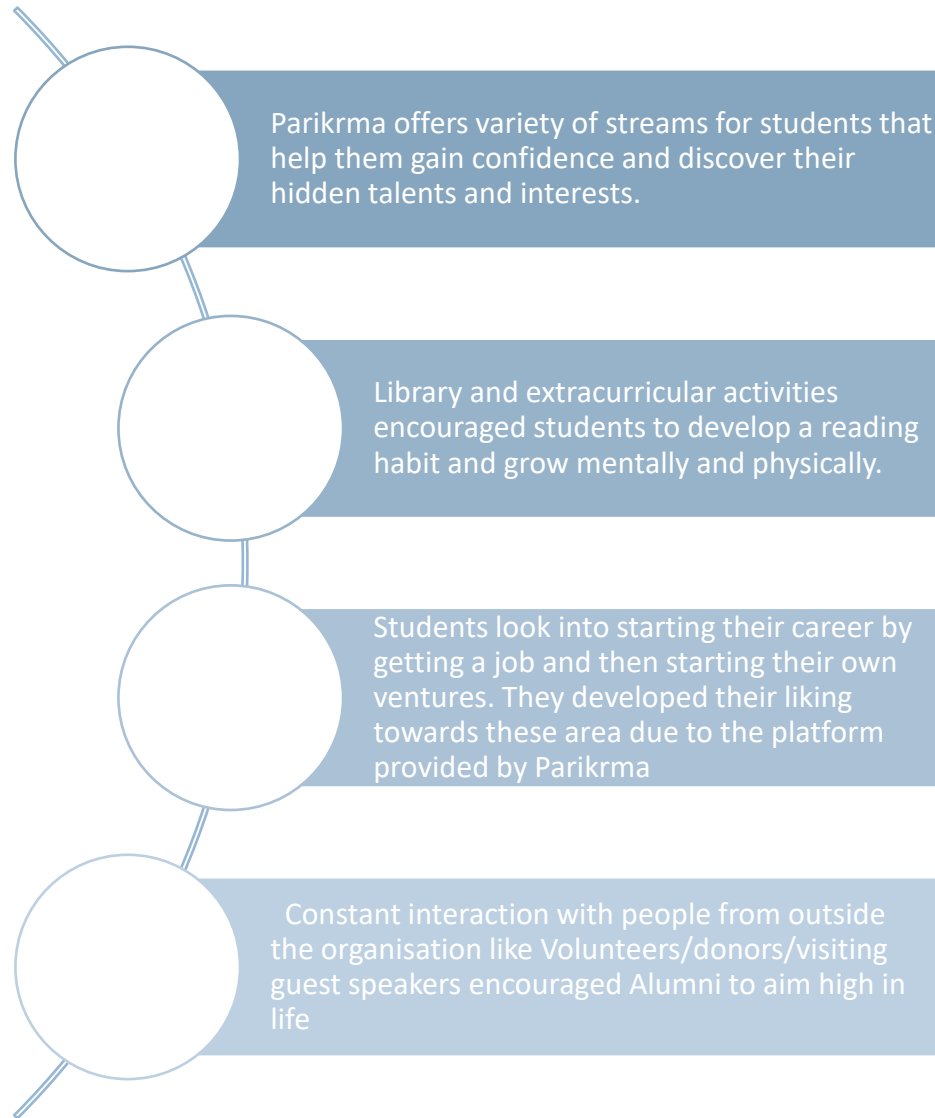 Parikrma offers variety of streams for students that
help them gain confidence and discover their
hidden talents and interests.
Library and extracurricular activities
encouraged students to develop a reading
habit and grow mentally and physically.
Students look into starting their career by
getting a job and then starting their own
ventures. They developed their liking
towards these area due to the platform
provided by Parikrma
Constant interaction with people from outside
the organisation like Volunteers/donors/visiting
guest speakers encouraged Alumni to aim high in
life